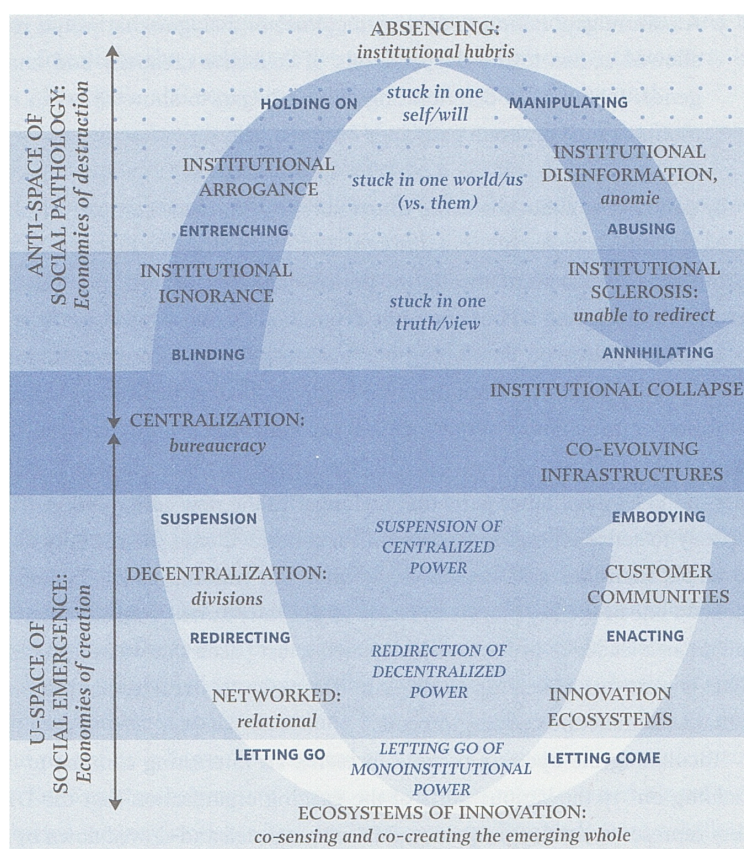 ABSENCING:
institutional hubris
HOLDING ON
stuck in one
self/will
MANIPULATING
INSTITUTIONAL
ARROGANCE
stuck in one world/us
(vs. them)
INSTITUTIONAL
DISINFORMATION,
anomie
ENTRENCHING
ABUSING
INSTITUTIONAL
IGNORANCE
stuck in one
truth/view
INSTITUTIONAL
SCLEROSIS:
unable to redirect
BLINDING
ANNIHILATING
INSTITUTIONAL COLLAPSE
ANTI-SPACE OF
SOCIAL PATHOLOGY:
Economies of destruction
CENTRALIZATION:
bureaucracy
CO-EVOLVING
INFRASTRUCTURES
SUSPENSION
SUSPENSION OF
CENTRALIZED
POWER
EMBODYING
DECENTRALIZATION:
divisions
CUSTOMER
COMMUNITIES
REDIRECTING
REDIRECTION OF
DECENTRALIZED
POWER
ENACTING
NETWORKED:
relational
INNOVATION
ECOSYSTEMS
LETTING GO
LETTING GO OF
MONOINSTITUTIONAL
POWER
LETTING COME
U-SPACE OF
SOCIAL EMERGENCE:
Economies of creation
ECOSYSTEMS OF INNOVATION:
co-sensing and co-creating the emerging whole